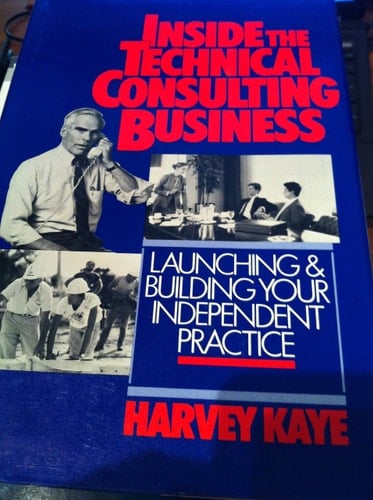 INSIDE THE
TECHNICAL
CONSULTING
BUSINESS
LAUNCHING &
BUILDING YOUR
INDEPENDENT
PRACTICE
HARVEY KAYE